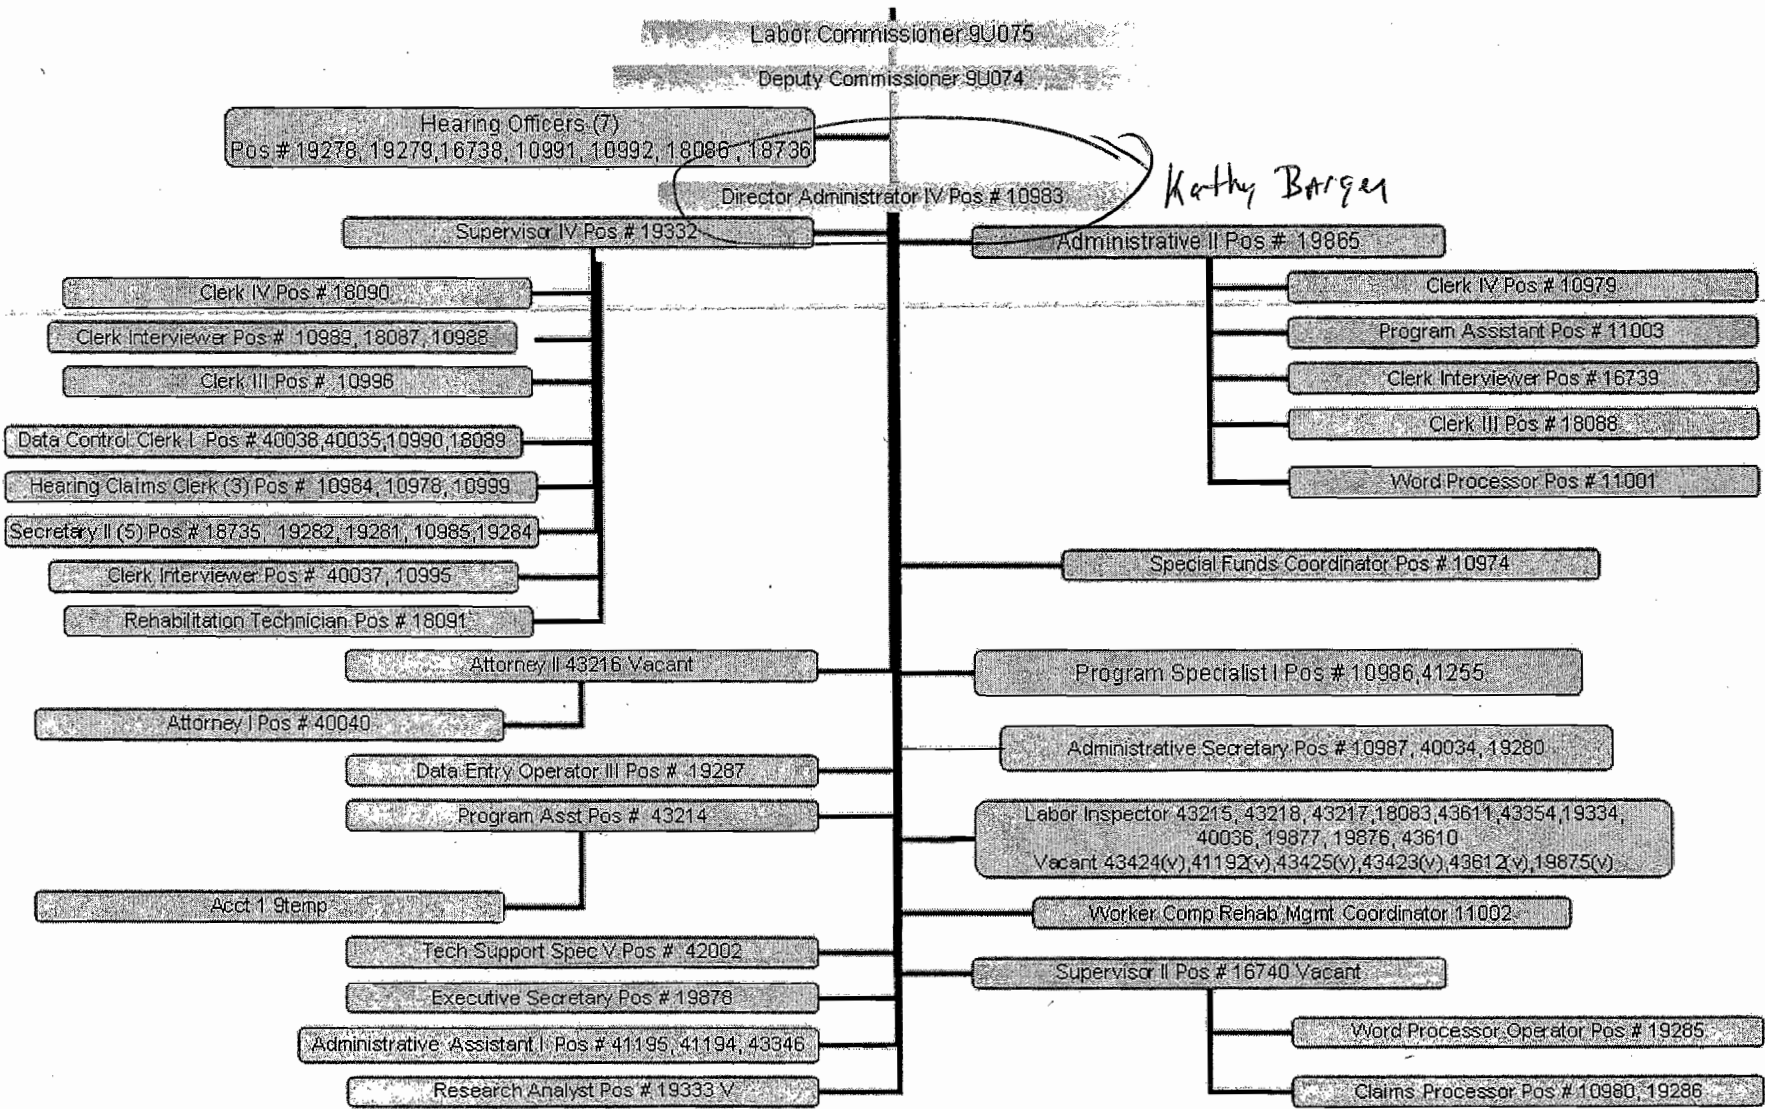 Labor Commissioner 9U075
Deputy Commissioner 9U074
Hearing Officers (7)
Pos # 19278, 19279,16738, 10991, 10992, 18086 , 18736
Director Administrator IV Pos # 10983
Kathy Barger
Supervisor IV Pos # 19332
Administrative II Pos # 19865
Clerk IV Pos # 18090
Clerk Interviewer Pos # 10989, 18087, 10988
Clerk III Pos # 10996
Data Control Clerk I Pos # 40038,40035,10990,18089
Hearing Claims Clerk (3) Pos # 10984, 10978, 10999
Secretary II (5) Pos # 18735 19282, 19281, 10985,19284
Clerk Interviewer Pos # 40037, 10995
Rehabilitation Technician Pos # 18091
Clerk IV Pos # 10979
Program Assistant Pos # 11003
Clerk Interviewer Pos # 16739
Clerk III Pos # 18088
Word Processor Pos # 11001
Special Funds Coordinator Pos # 10974
Attorney II 43216 Vacant
Attorney I Pos # 40040
Program Specialist I Pos # 10986,41255
Administrative Secretary Pos # 10987, 40034, 19280
Data Entry Operator III Pos # 19287
Program Asst Pos # 43214
Acct 1 9temp
Labor Inspector 43215, 43218, 43217,18083,43611,43354,19334,
40036, 19877, 19876, 43610
Vacant 43424(v),41192(v),43425(v),43423(v),43612(v),19875(v)
Worker Comp Rehab Mgmt Coordinator 11002
Tech Support Spec V Pos # 42002
Executive Secretary Pos # 19878
Administrative Assistant I Pos # 41195, 41194, 43346
Research Analyst Pos # 19333 V
Supervisor II Pos # 16740 Vacant
Word Processor Operator Pos # 19285
Claims Processor Pos # 10980, 19286